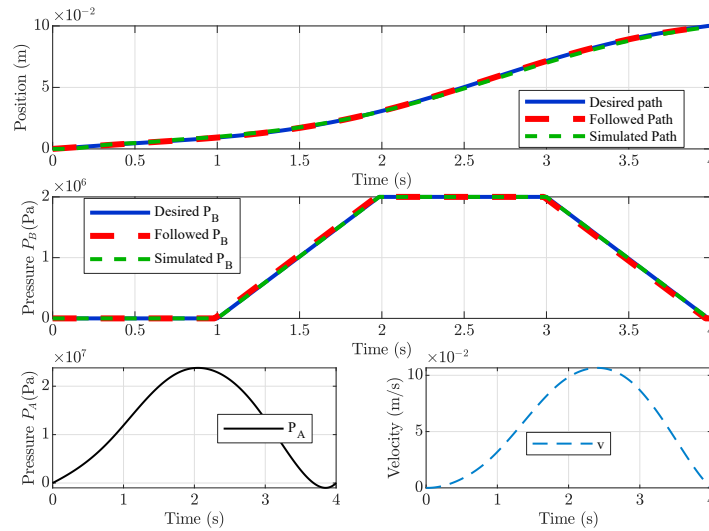 ×10⁻²
10
5
0
Position (m)
Desired path
Followed Path
Simulated Path
0 0.5 1 1.5 2 2.5 3 3.5 4
Time (s)
×10⁶
2
1
0
Pressure P_B(Pa)
Desired P_B
Followed P_B
Simulated P_B
0 0.5 1 1.5 2 2.5 3 3.5 4
Time (s)
×10⁷
2
1
0
Pressure P_A(Pa)
P_A
0 1 2 3 4
Time (s)
×10⁻²
10
5
0
Velocity (m/s)
v
0 1 2 3 4
Time (s)